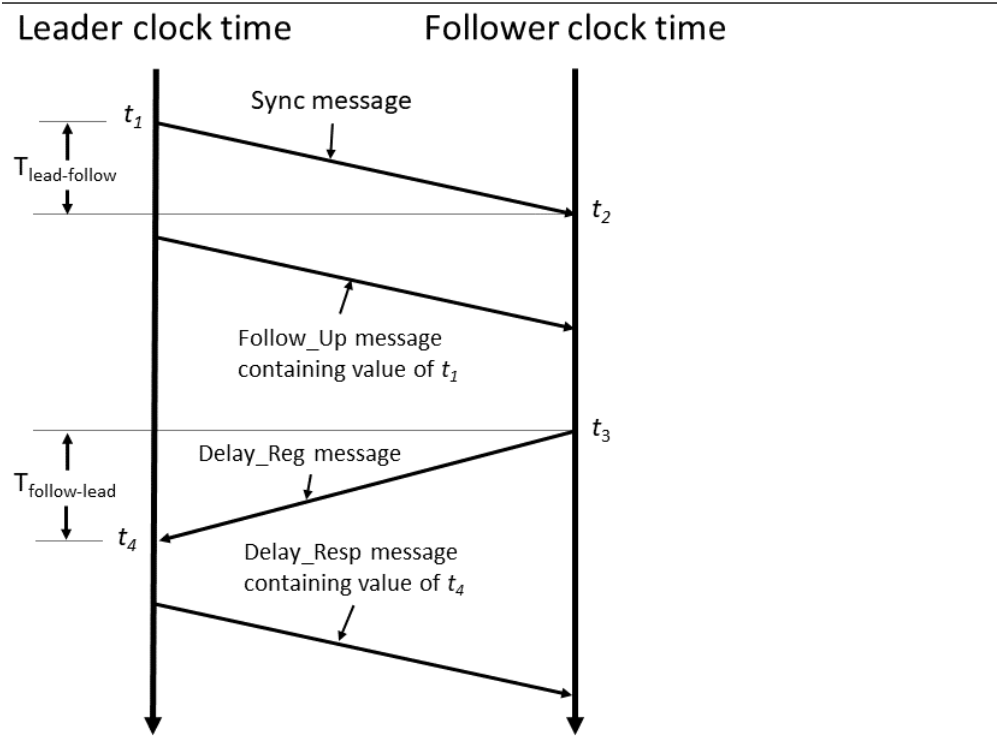 Leader clock time
Follower clock time
Sync message
t1
Tlead-follow
t2
Follow_Up message
containing value of t1
t3
Delay_Reg message
Tfollow-lead
t4
Delay_Resp message
containing value of t4